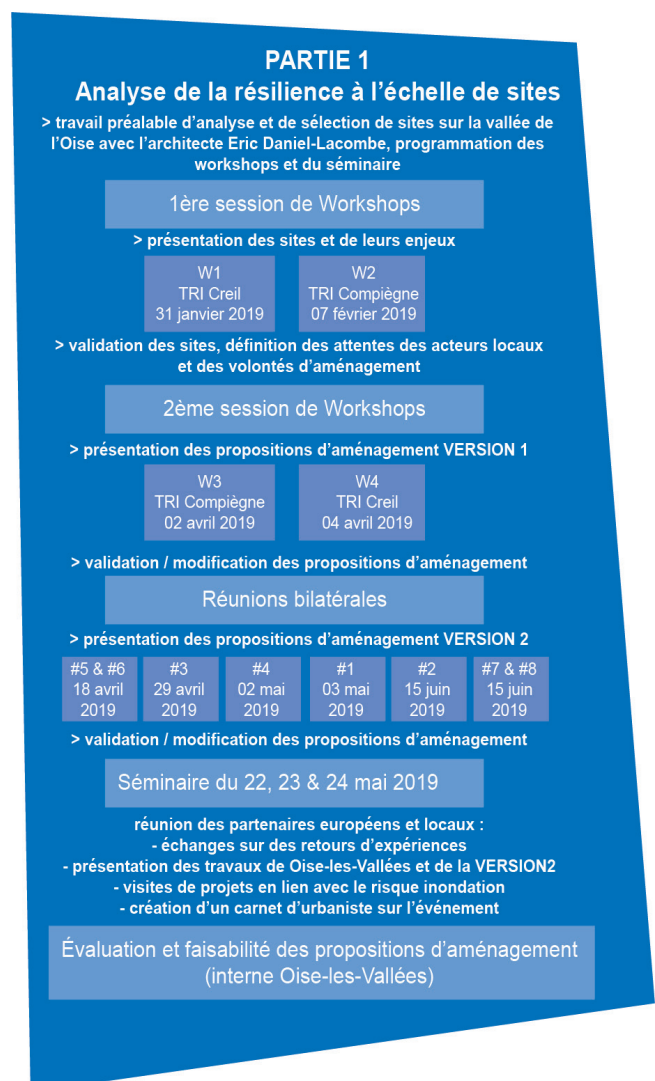 PARTIE 1
Analyse de la résilience à l’échelle de sites
> travail préalable d’analyse et de sélection de sites sur la vallée de
l’Oise avec l’architecte Eric Daniel-Lacombe, programmation des
workshops et du séminaire
1ère session de Workshops
> présentation des sites et de leurs enjeux
W1
TRI Creil
31 janvier 2019
W2
TRI Compiègne
07 février 2019
> validation des sites, définition des attentes des acteurs locaux
et des volontés d’aménagement
2ème session de Workshops
> présentation des propositions d’aménagement VERSION 1
W3
TRI Compiègne
02 avril 2019
W4
TRI Creil
04 avril 2019
> validation / modification des propositions d’aménagement
Réunions bilatérales
> présentation des propositions d’aménagement VERSION 2
#5 & #6
18 avril
2019
#3
29 avril
2019
#4
02 mai
2019
#1
03 mai
2019
#2
15 juin
2019
#7 & #8
15 juin
2019
> validation / modification des propositions d’aménagement
Séminaire du 22, 23 & 24 mai 2019
réunion des partenaires européens et locaux :
- échanges sur des retours d’expériences
- présentation des travaux de Oise-les-Vallées et de la VERSION2
- visites de projets en lien avec le risque inondation
- création d’un carnet d’urbaniste sur l’événement
Évaluation et faisabilité des propositions d’aménagement
(interne Oise-les-Vallées)